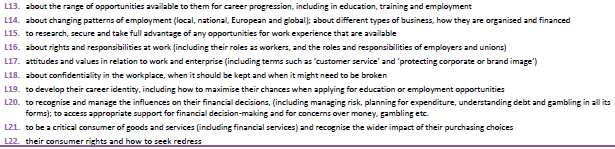 L13. about the range of opportunities available to them for career progression, including in education, training and employment
L14. about changing patterns of employment (local, national, European and global); about different types of business, how they are organised and financed
L15. to research, secure and take full advantage of any opportunities for work experience that are available
L16. about rights and responsibilities at work (including their roles as workers, and the roles and responsibilities of employers and unions)
L17. attitudes and values in relation to work and enterprise (including terms such as ‘customer service’ and ‘protecting corporate or brand image’)
L18. about confidentiality in the workplace, when it should be kept and when it might need to be broken
L19. to develop their career identity, including how to maximise their chances when applying for education or employment opportunities
L20. to recognise and manage the influences on their financial decisions, (including managing risk, planning for expenditure, understanding debt and gambling in all its
forms); to access appropriate support for financial decision-making and for concerns over money, gambling etc.
L21. to be a critical consumer of goods and services (including financial services) and recognise the wider impact of their purchasing choices
L22. their consumer rights and how to seek redress